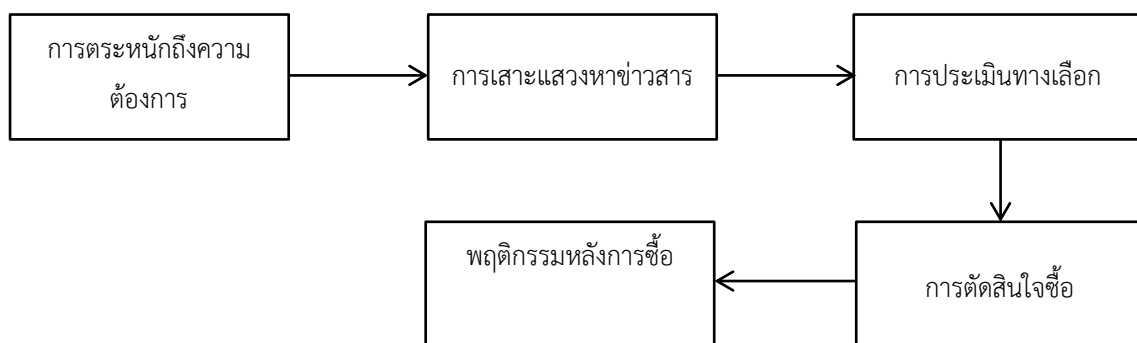 การตระหนักถึงความ
ต้องการ
การเสาะแสวงหาข่าวสาร
การประเมินทางเลือก
การตัดสินใจซื้อ
พฤติกรรมหลังการซื้อ